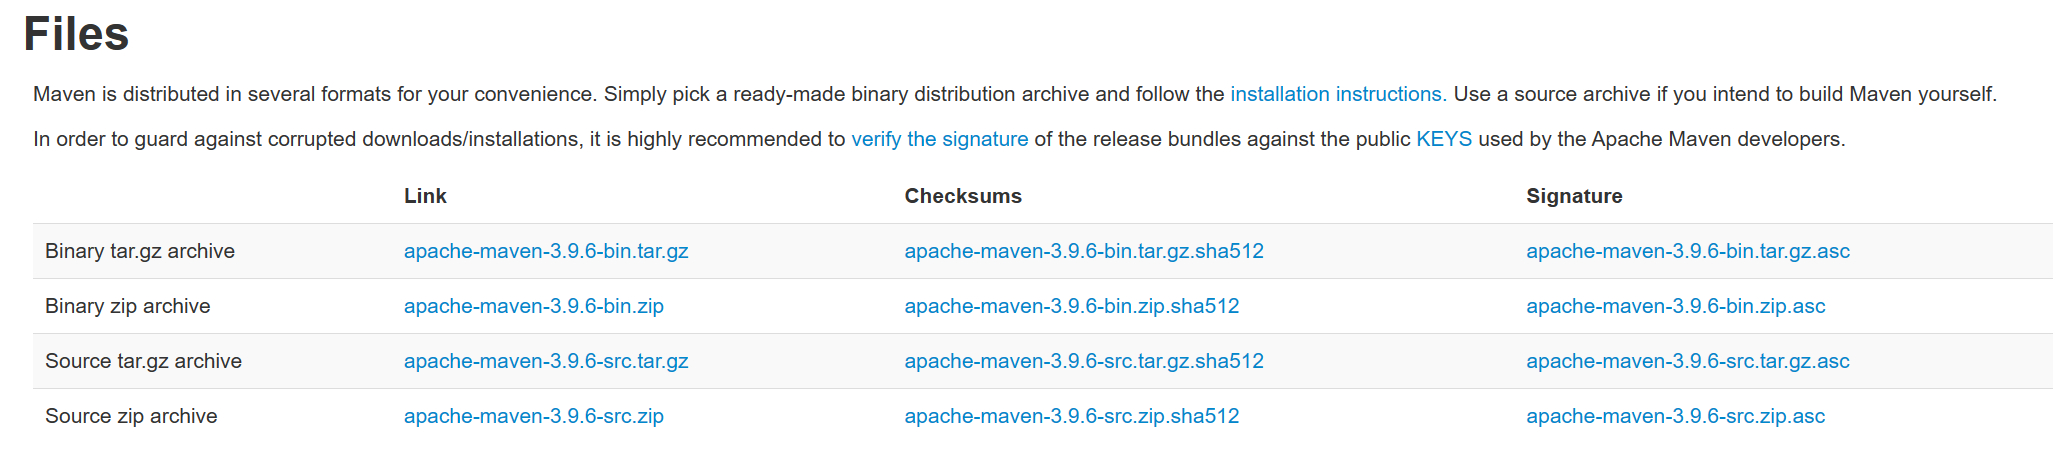 Files
Maven is distributed in several formats for your convenience. Simply pick a ready-made binary distribution archive and follow the installation instructions. Use a source archive if you intend to build Maven yourself.
In order to guard against corrupted downloads/installations, it is highly recommended to verify the signature of the release bundles against the public KEYS used by the Apache Maven developers.
Link Checksums Signature
Binary tar.gz archive apache-maven-3.9.6-bin.tar.gz apache-maven-3.9.6-bin.tar.gz.sha512 apache-maven-3.9.6-bin.tar.gz.asc
Binary zip archive apache-maven-3.9.6-bin.zip apache-maven-3.9.6-bin.zip.sha512 apache-maven-3.9.6-bin.zip.asc
Source tar.gz archive apache-maven-3.9.6-src.tar.gz apache-maven-3.9.6-src.tar.gz.sha512 apache-maven-3.9.6-src.tar.gz.asc
Source zip archive apache-maven-3.9.6-src.zip apache-maven-3.9.6-src.zip.sha512 apache-maven-3.9.6-src.zip.asc